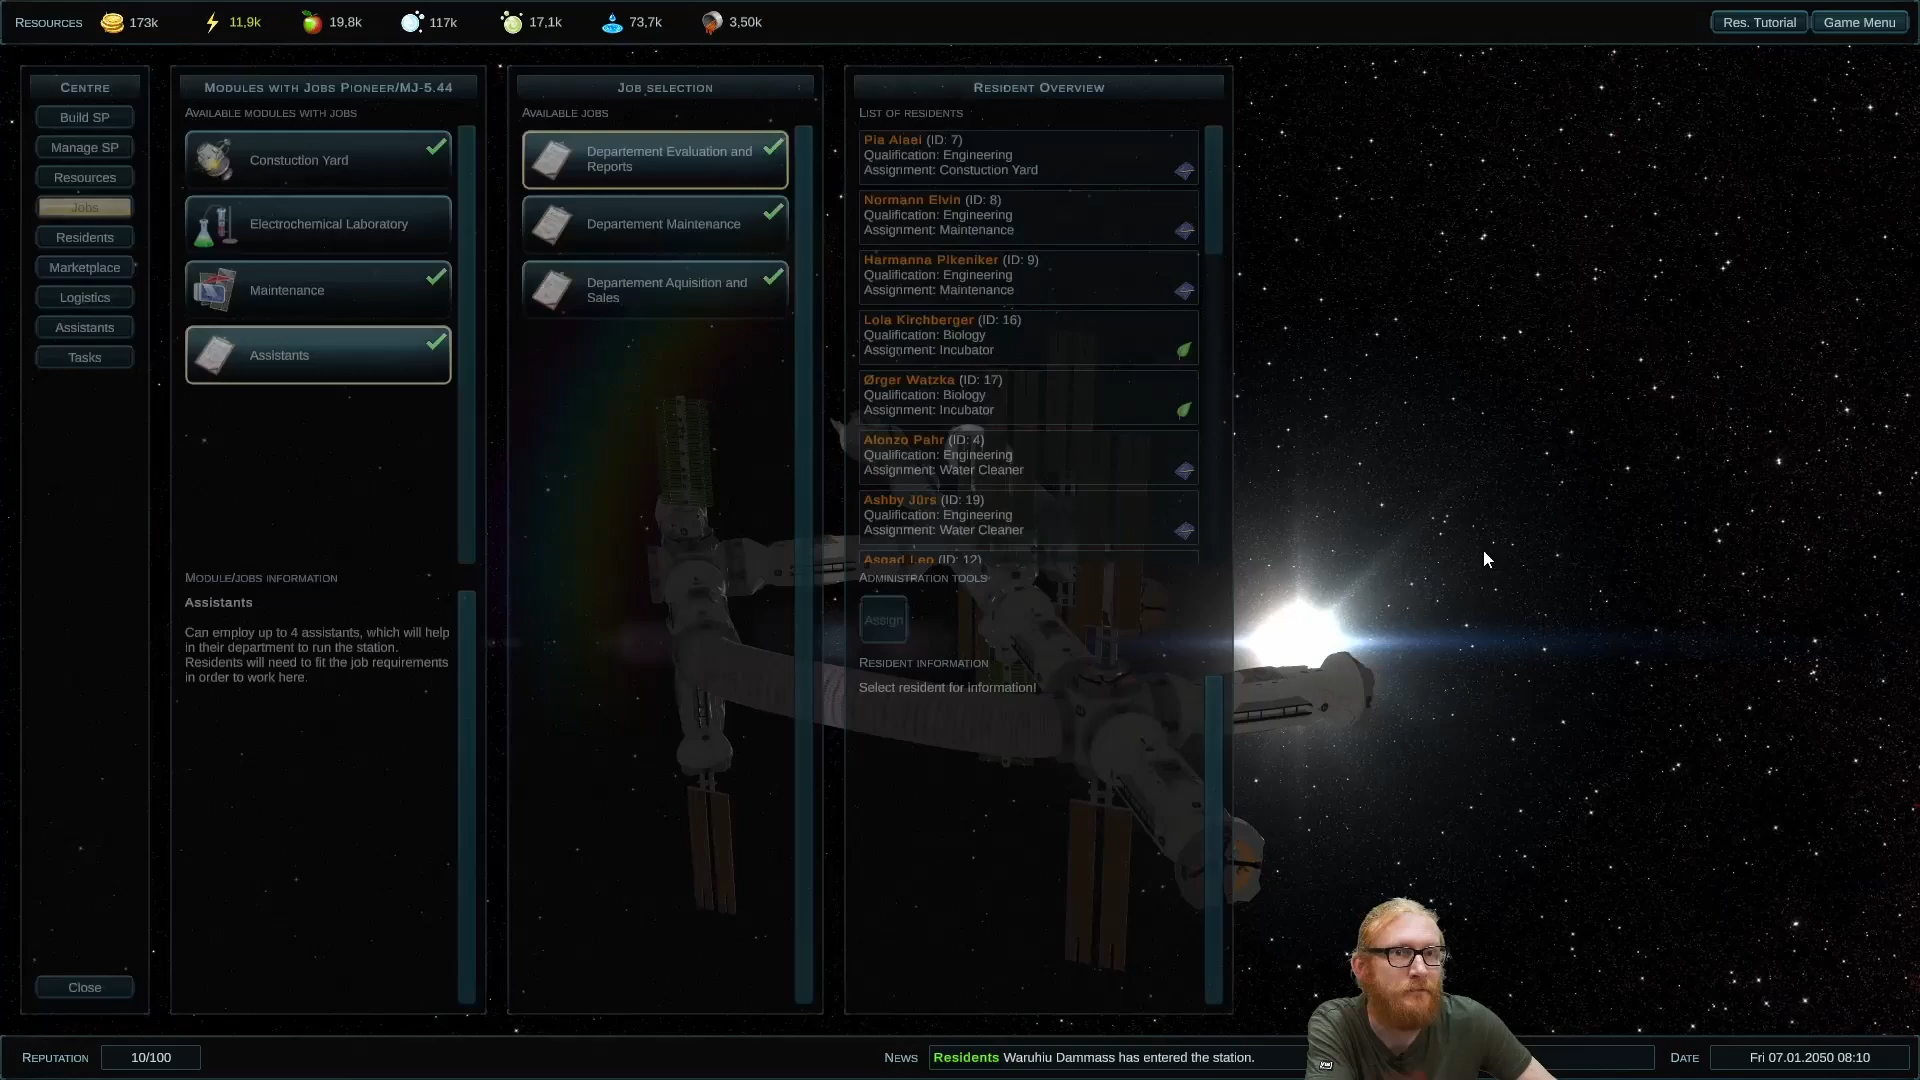 RESOURCES 173k 11,9k 19,8k 117k 17,1k 73,7k 3,50k Res. Tutorial Game Menu
CENTRE
Build SP
Manage SP
Resources
Jobs
Residents
Marketplace
Logistics
Assistants
Tasks
Close
MODULES WITH JOBS PIONEER/MJ-5.44
AVAILABLE MODULES WITH JOBS
Constuction Yard
Electrochemical Laboratory
Maintenance
Assistants
MODULE/JOBS INFORMATION
Assistants
Can employ up to 4 assistants, which will help
in their department to run the station.
Residents will need to fit the job requirements
in order to work here.
JOB SELECTION
AVAILABLE JOBS
Departement Evaluation and
Reports
Departement Maintenance
Departement Aquisition and
Sales
RESIDENT OVERVIEW
LIST OF RESIDENTS
Pia Alaei (ID: 7)
Qualification: Engineering
Assignment: Constuction Yard
Normann Elvin (ID: 8)
Qualification: Engineering
Assignment: Maintenance
Harmanna Pikeniker (ID: 9)
Qualification: Engineering
Assignment: Maintenance
Lola Kirchberger (ID: 16)
Qualification: Biology
Assignment: Incubator
Ørger Watzka (ID: 17)
Qualification: Biology
Assignment: Incubator
Alonzo Pahr (ID: 4)
Qualification: Engineering
Assignment: Water Cleaner
Ashby Jürs (ID: 19)
Qualification: Engineering
Assignment: Water Cleaner
Asgad Leo (ID: 12)
ADMINISTRATION TOOLS
Assign
RESIDENT INFORMATION
Select resident for information!
REPUTATION 10/100
NEWS Residents Waruhiu Dammass has entered the station.
DATE Fri 07.01.2050 08:10